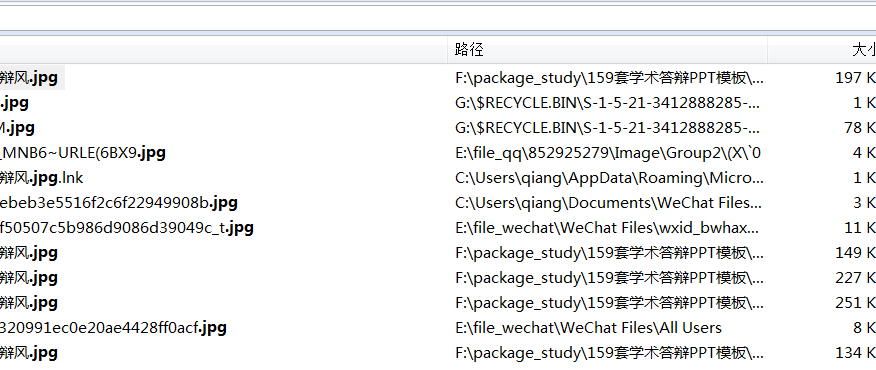 路径 大小
辩风.jpg F:\package_study\159套学术答辩PPT模板\... 197 K
.jpg G:\$RECYCLE.BIN\S-1-5-21-3412888285-... 1 K
M.jpg G:\$RECYCLE.BIN\S-1-5-21-3412888285-... 78 K
_MNB6~URLE(6BX9.jpg E:\file_qq\852925279\Image\Group2\(X\`0 4 K
辩风.jpg.lnk C:\Users\qiang\AppData\Roaming\Micro... 1 K
ebeb3e5516f2c6f22949908b.jpg C:\Users\qiang\Documents\WeChat Files... 3 K
f50507c5b986d9086d39049c_t.jpg E:\file_wechat\WeChat Files\wxid_bwhax... 11 K
辩风.jpg F:\package_study\159套学术答辩PPT模板\... 149 K
辩风.jpg F:\package_study\159套学术答辩PPT模板\... 227 K
辩风.jpg F:\package_study\159套学术答辩PPT模板\... 251 K
320991ec0e20ae4428ff0acf.jpg E:\file_wechat\WeChat Files\All Users 8 K
辩风.jpg F:\package_study\159套学术答辩PPT模板\... 134 K